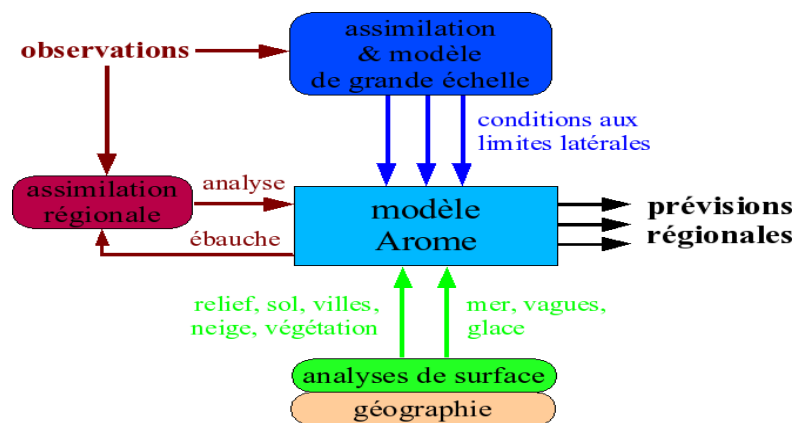 observations
assimilation
& modèle
de grande échelle
conditions aux
limites latérales
assimilation
régionale
analyse
ébauche
modèle
Arome
prévisions
régionales
relief, sol, villes,
neige, végétation
mer, vagues,
glace
analyses de surface
géographie